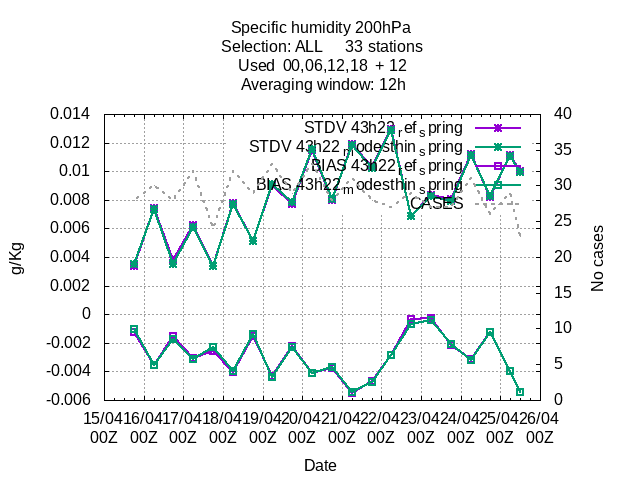 Specific humidity 200hPa
Selection: ALL 33 stations
Used 00,06,12,18 + 12
Averaging window: 12h
0.014
0.012
0.01
0.008
0.006
0.004
0.002
0
-0.002
-0.004
-0.006
g/Kg
STDV 43h22refspring
STDV 43h22modesthinspring
BIAS 43h22refspring
BIAS 43h22modesthinspring
CASES
40
35
30
25
20
15
10
5
0
No cases
15/04 16/04 17/04 18/04 19/04 20/04 21/04 22/04 23/04 24/04 25/04 26/04
00Z 00Z 00Z 00Z 00Z 00Z 00Z 00Z 00Z 00Z 00Z 00Z
Date